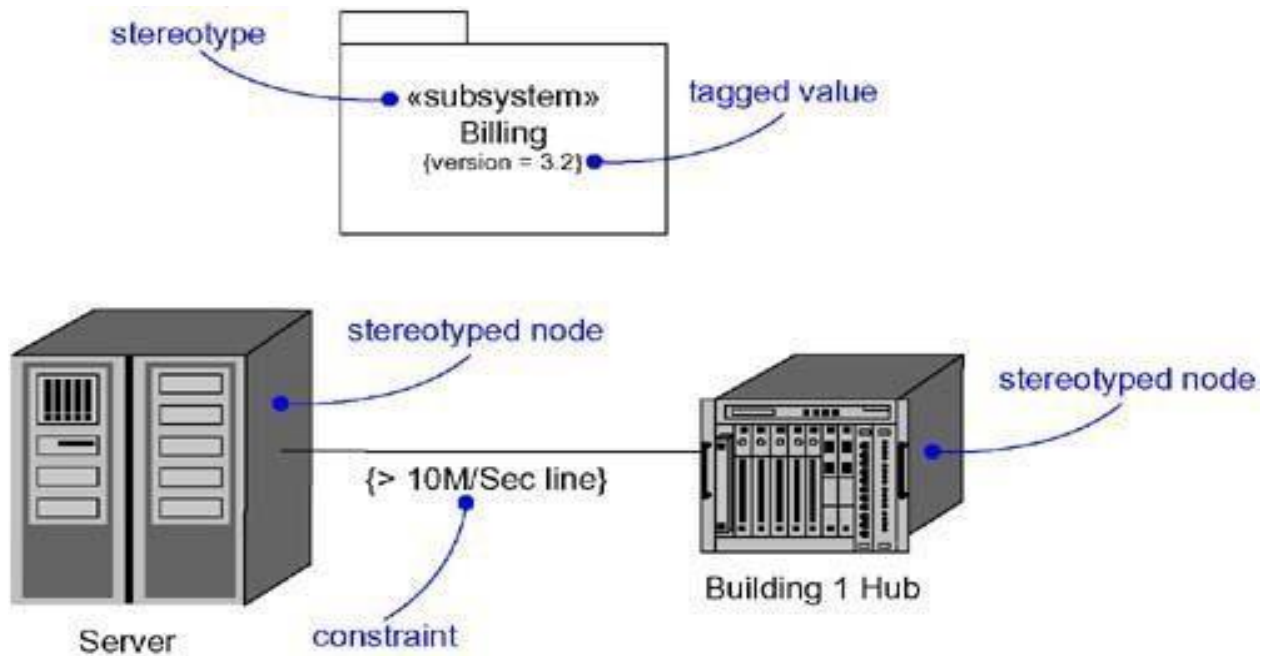 stereotype
«subsystem»
tagged value
Billing
{version = 3.2}
stereotyped node
stereotyped node
{> 10M/Sec line}
Building 1 Hub
Server
constraint